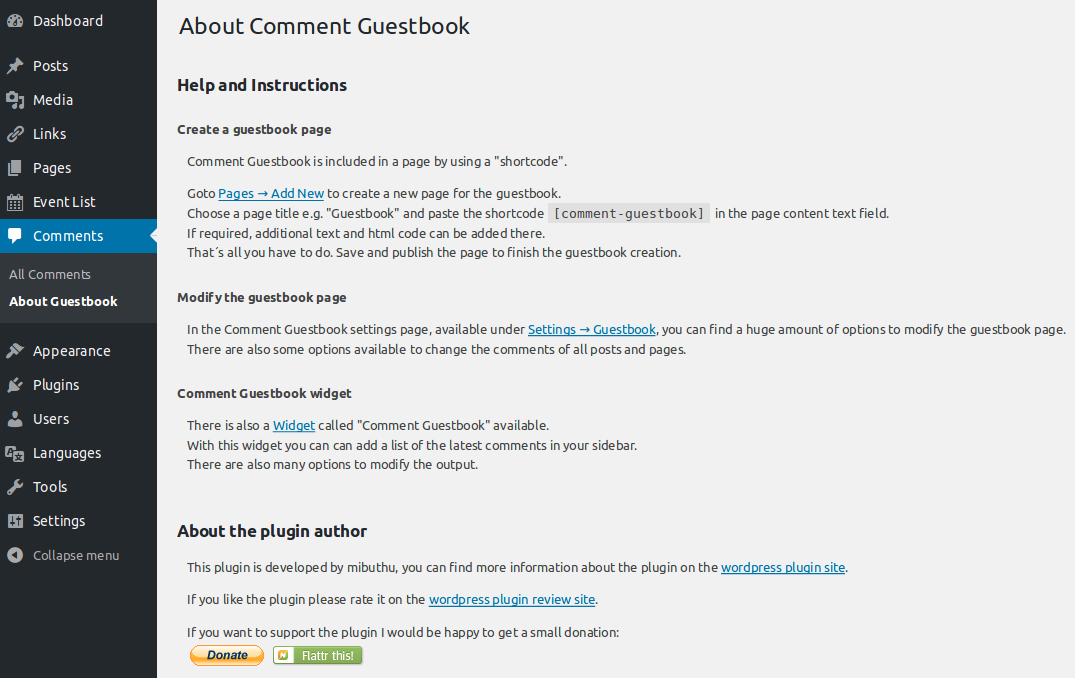 Dashboard
Posts
Media
Links
Pages
Event List
Comments
All Comments
About Guestbook
Appearance
Plugins
Users
Languages
Tools
Settings
Collapse menu
About Comment Guestbook
Help and Instructions
Create a guestbook page
Comment Guestbook is included in a page by using a "shortcode".
Goto Pages → Add New to create a new page for the guestbook.
Choose a page title e.g. "Guestbook" and paste the shortcode [comment-guestbook] in the page content text field.
If required, additional text and html code can be added there.
That´s all you have to do. Save and publish the page to finish the guestbook creation.
Modify the guestbook page
In the Comment Guestbook settings page, available under Settings → Guestbook, you can find a huge amount of options to modify the guestbook page.
There are also some options available to change the comments of all posts and pages.
Comment Guestbook widget
There is also a Widget called "Comment Guestbook" available.
With this widget you can can add a list of the latest comments in your sidebar.
There are also many options to modify the output.
About the plugin author
This plugin is developed by mibuthu, you can find more information about the plugin on the wordpress plugin site.
If you like the plugin please rate it on the wordpress plugin review site.
If you want to support the plugin I would be happy to get a small donation:
Donate Flattr this!